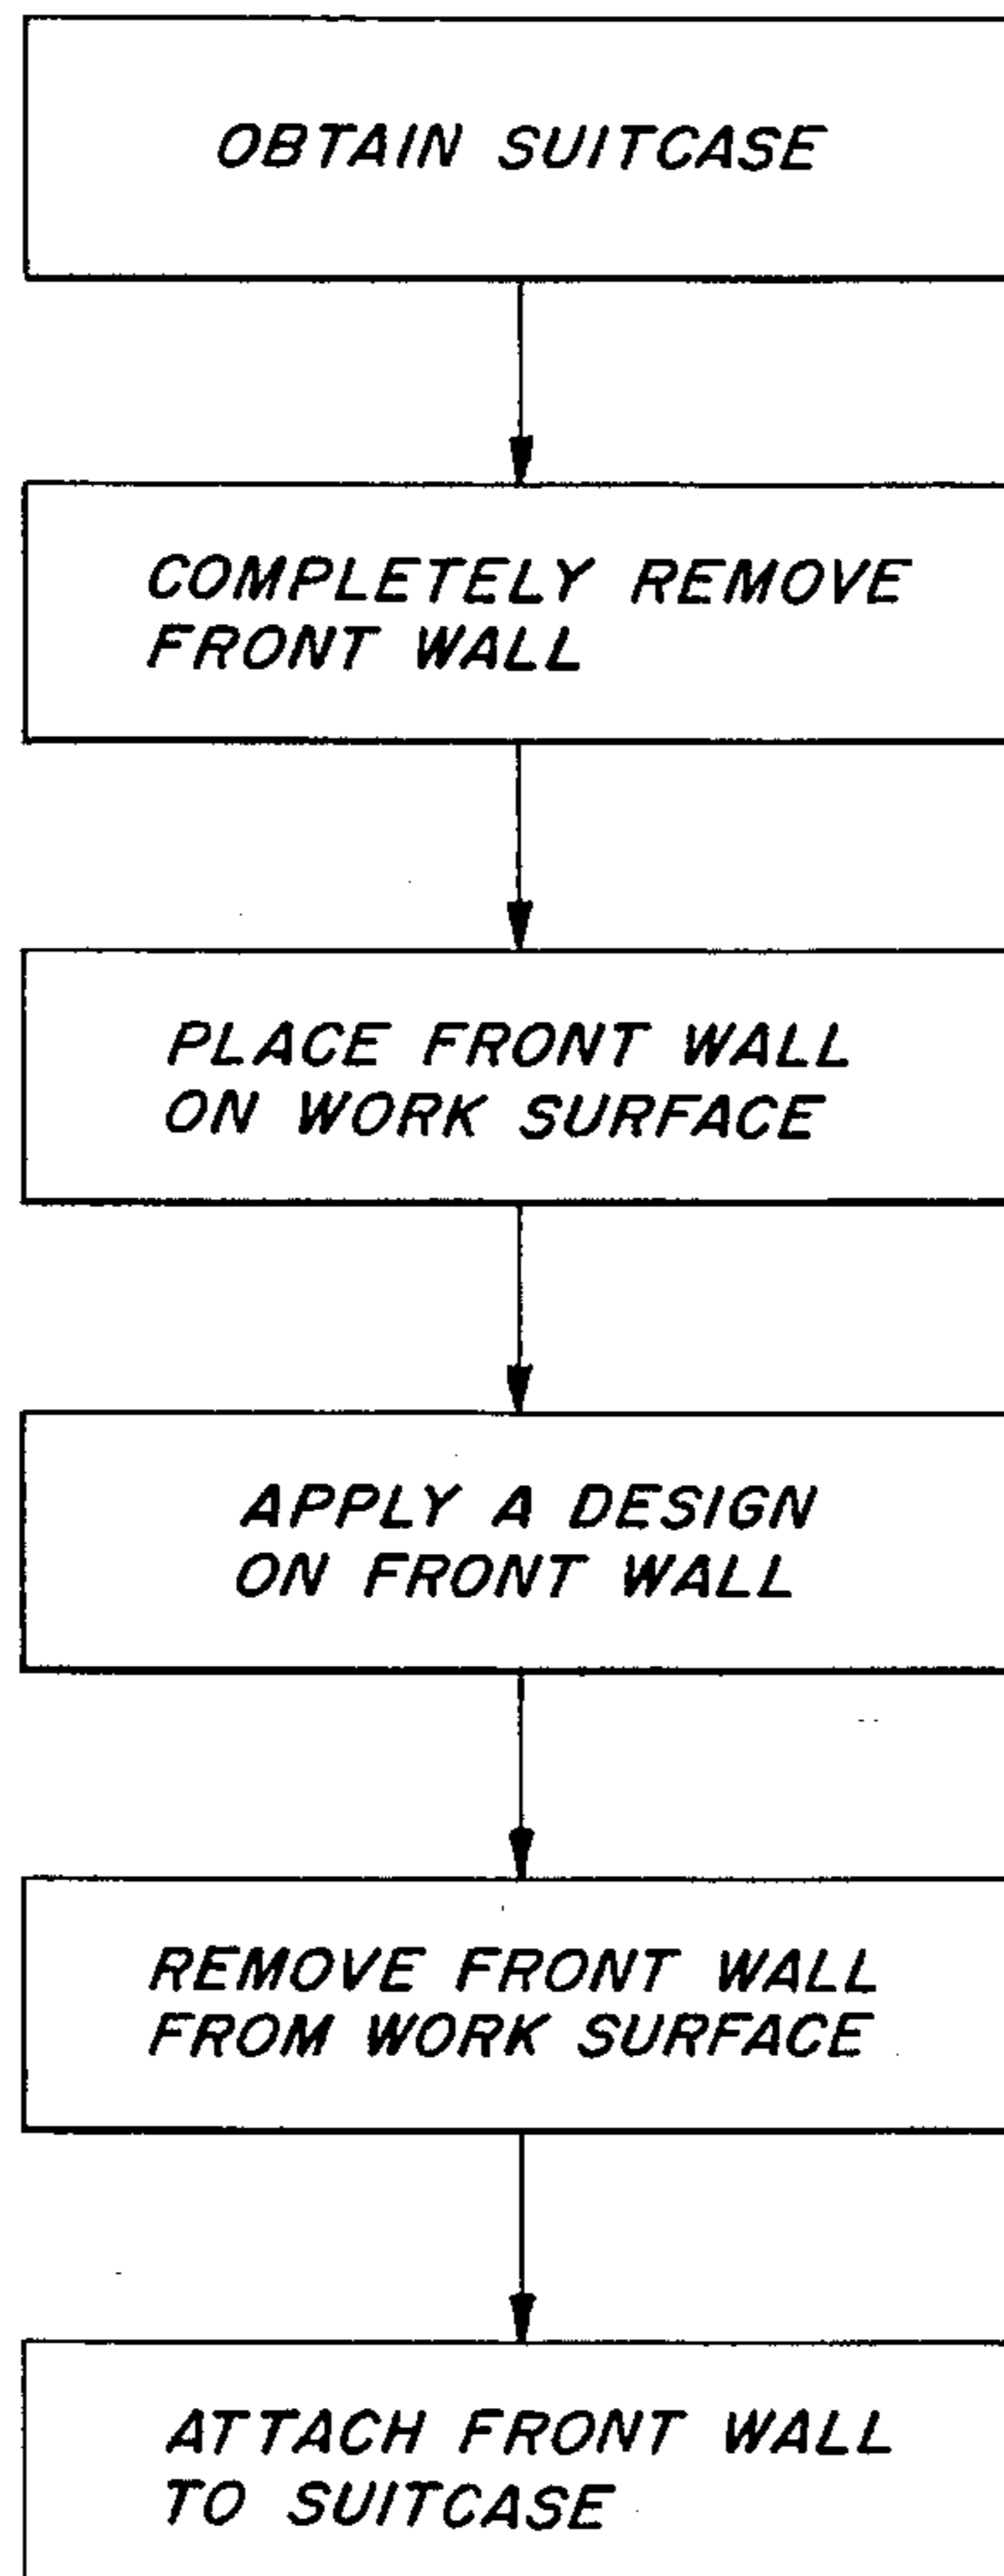 OBTAIN SUITCASE
COMPLETELY REMOVE
FRONT WALL
PLACE FRONT WALL
ON WORK SURFACE
APPLY A DESIGN
ON FRONT WALL
REMOVE FRONT WALL
FROM WORK SURFACE
ATTACH FRONT WALL
TO SUITCASE